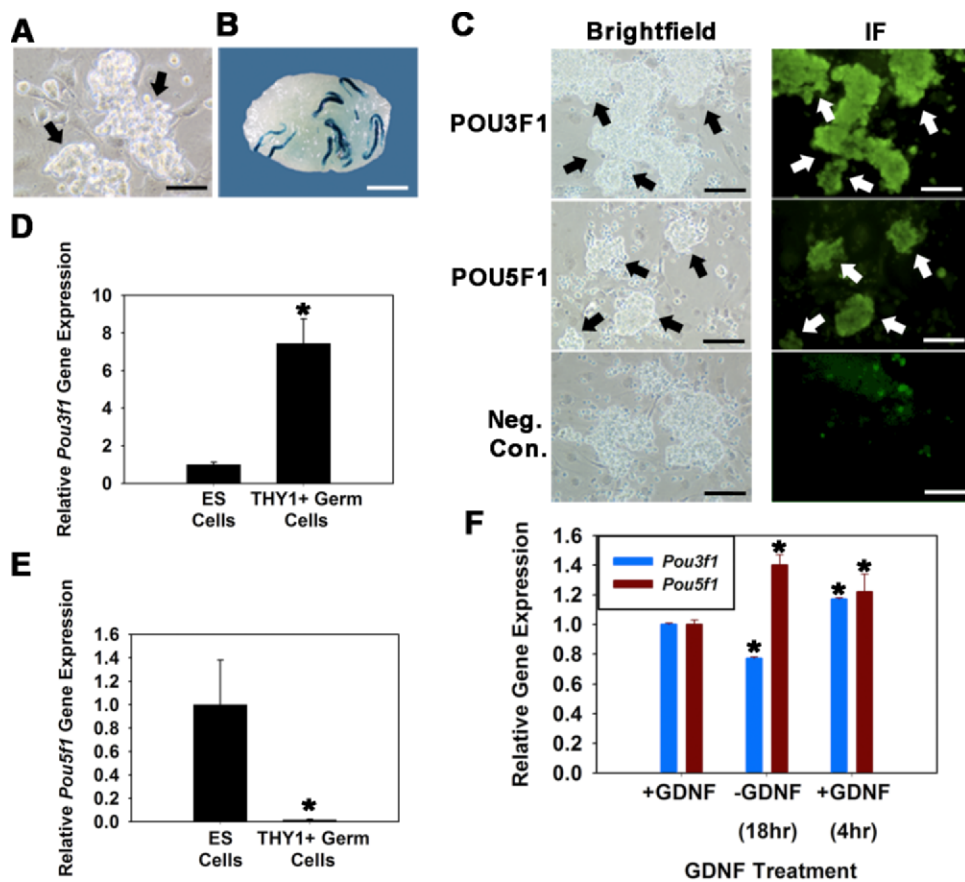 A
B
C
Brightfield
IF
POU3F1
POU5F1
Neg.
Con.
D
Relative Pou3f1 Gene Expression
10
8
6
4
2
0
*
ES
Cells
THY1+ Germ
Cells
E
Relative Pou5f1 Gene Expression
1.6
1.4
1.2
1.0
0.8
0.6
0.4
0.2
0.0
*
ES
Cells
THY1+ Germ
Cells
F
Relative Gene Expression
1.6
1.4
1.2
1.0
0.8
0.6
0.4
0.2
0.0
Pou3f1
Pou5f1
* * * *
+GDNF -GDNF +GDNF
(18hr) (4hr)
GDNF Treatment